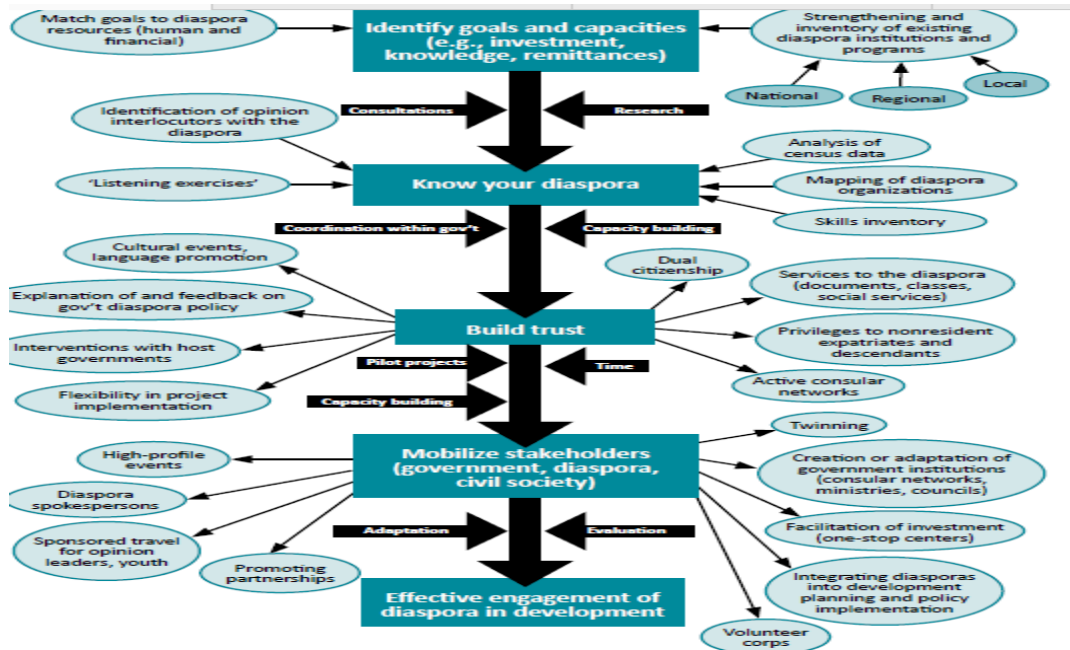 Match goals to diaspora
resources (human and
financial)
Identify goals and capacities
(e.g., investment,
knowledge, remittances)
Strengthening and
inventory of existing
diaspora institutions and
programs
National
Regional
Local
Consultations
Research
Identification of opinion
interlocutors with the
diaspora
'Listening exercises'
Know your diaspora
Analysis of
census data
Mapping of diaspora
organizations
Skills inventory
Coordination within gov't
Capacity building
Cultural events,
language promotion
Explanation of and feedback on
gov't diaspora policy
Interventions with host
governments
Flexibility in project
implementation
Build trust
Dual
citizenship
Services to the diaspora
(documents, classes,
social services)
Privileges to nonresident
expatriates and
descendants
Active consular
networks
Pilot projects
Time
Capacity building
High-profile
events
Diaspora
spokespersons
Sponsored travel
for opinion
leaders, youth
Promoting
partnerships
Mobilize stakeholders
(government, diaspora,
civil society)
Twinning
Creation or adaptation of
government institutions
(consular networks,
ministries, councils)
Facilitation of investment
(one-stop centers)
Integrating diasporas
into development
planning and policy
implementation
Volunteer
corps
Adaptation
Evaluation
Effective engagement of
diaspora in development